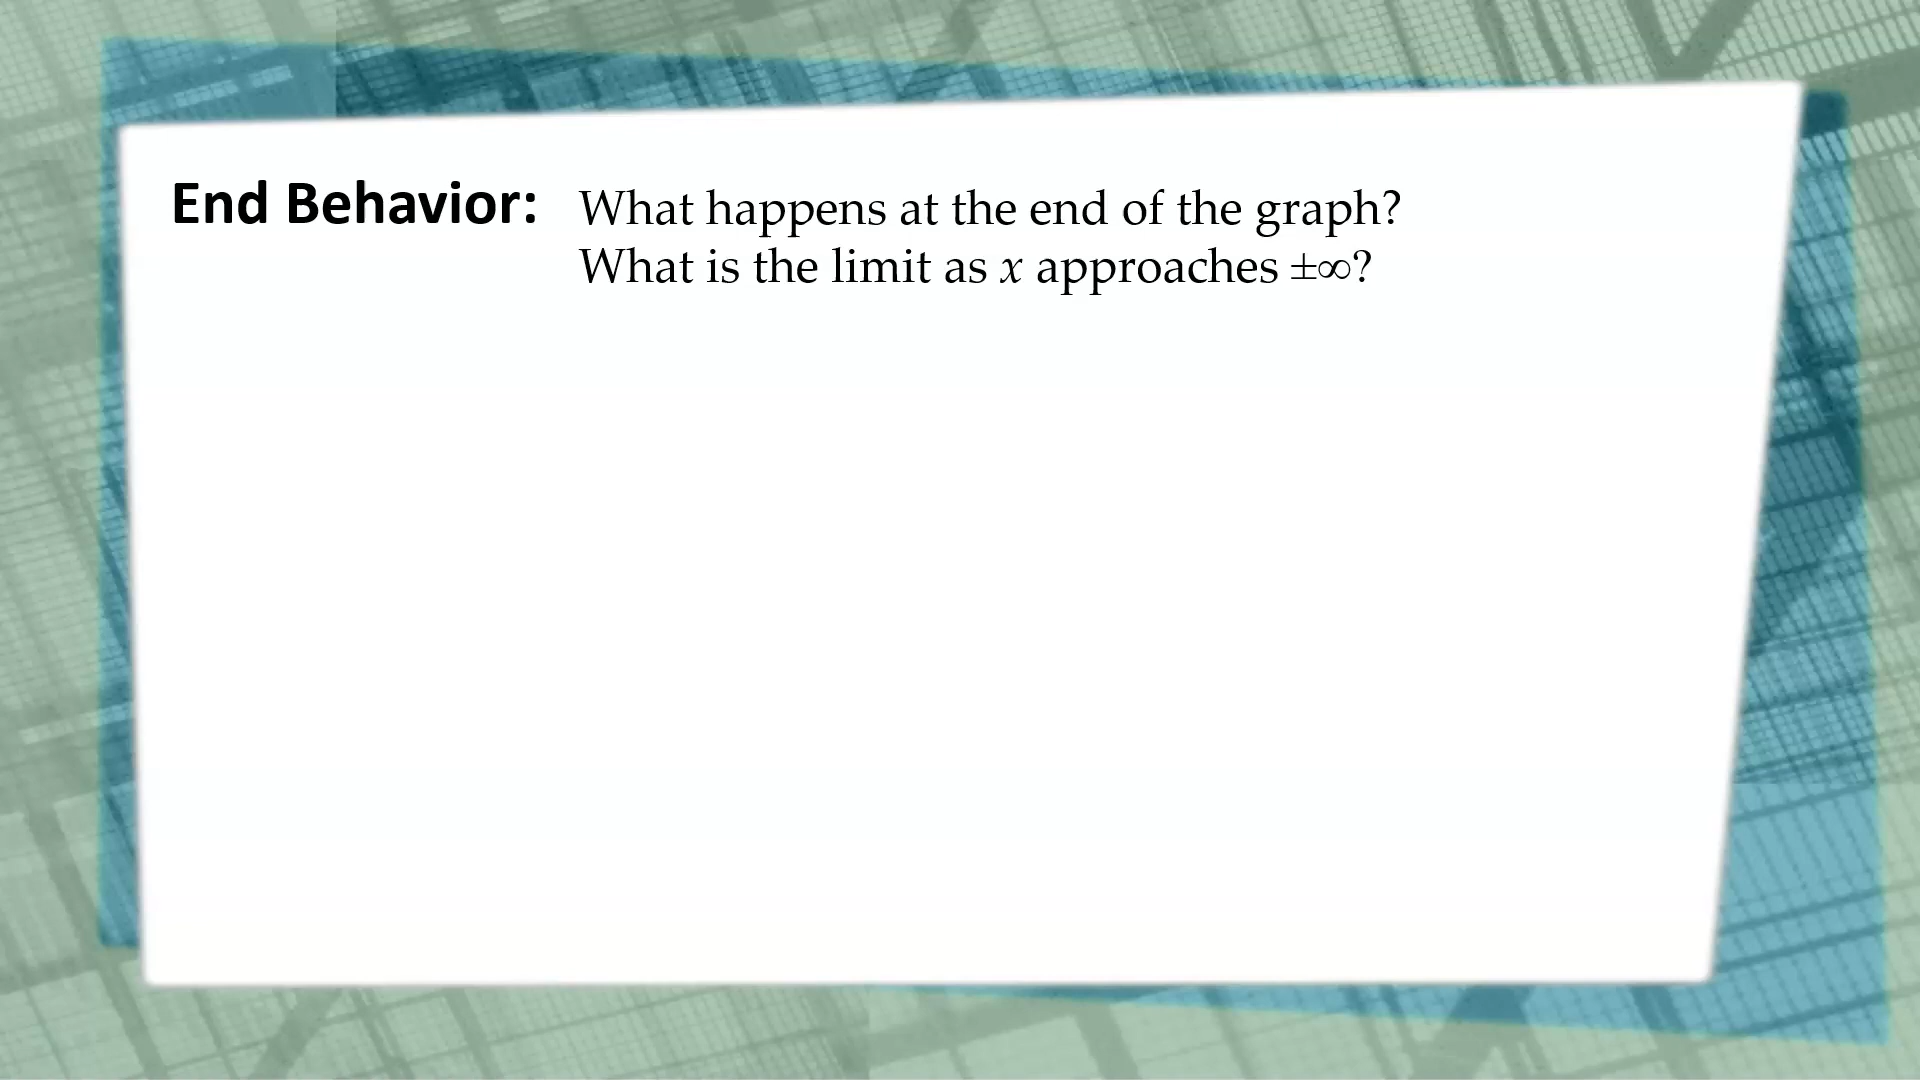 End Behavior: What happens at the end of the graph?
What is the limit as x approaches ±∞?